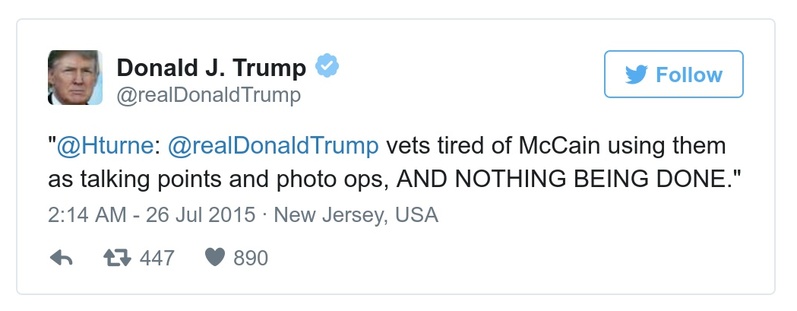 Donald J. Trump
@realDonaldTrump
Follow
"@Hturne: @realDonaldTrump vets tired of McCain using them
as talking points and photo ops, AND NOTHING BEING DONE."
2:14 AM - 26 Jul 2015 · New Jersey, USA
447 890